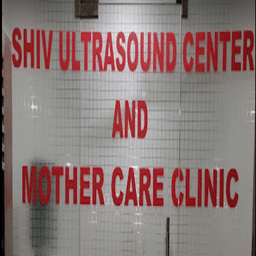 SHIV ULTRASOUND CENTER
AND
MOTHER CARE CLINIC